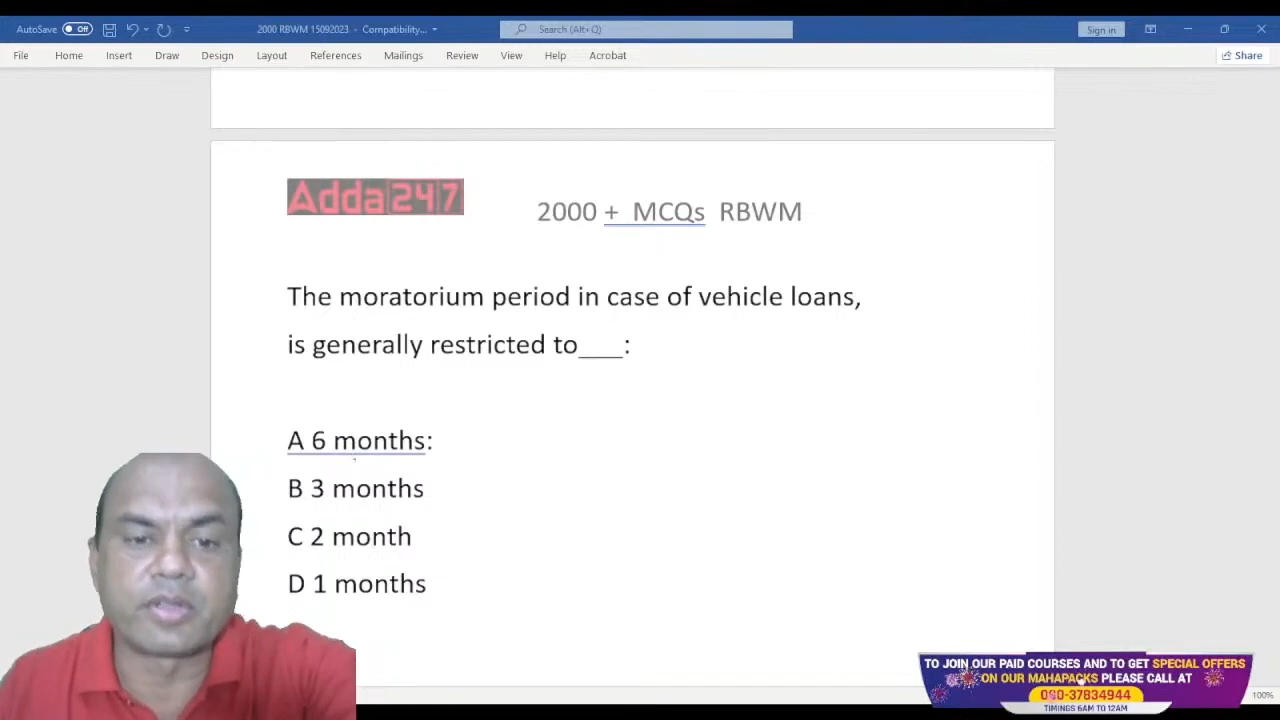 AutoSave Off 2000 RBWM 15092023 - Compatibility... Search (Alt+Q) Sign in
File Home Insert Draw Design Layout References Mailings Review View Help Acrobat Share
Adda247
2000 + MCQs RBWM
The moratorium period in case of vehicle loans,
is generally restricted to___:
A 6 months:
B 3 months
C 2 month
D 1 months
TO JOIN OUR PAID COURSES AND TO GET SPECIAL OFFERS
ON OUR MAHAPACKS PLEASE CALL AT
080-37834944
TIMINGS 6AM TO 12AM
100%